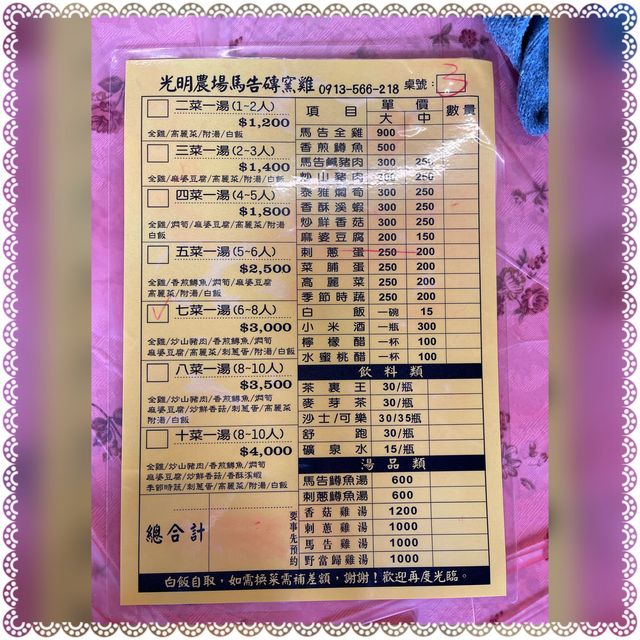 光明農場馬告磚窯雞 0913-566-218 桌號: 3
二菜一湯(1~2人)
$1,200
全雞/高麗菜/附湯/白飯
三菜一湯(2~3人)
$1,400
全雞/麻婆豆腐/高麗菜/附湯/白飯
四菜一湯(4~5人)
$1,800
全雞/燜筍/麻婆豆腐/高麗菜/附湯
白飯
五菜一湯(5~6人)
$2,500
全雞/香煎鱒魚/燜筍/麻婆豆腐
高麗菜/附湯/白飯
七菜一湯(6~8人)
$3,000
全雞/炒山豬肉/香煎鱒魚/燜筍
麻婆豆腐/高麗菜/刺蔥蛋/附湯/白飯
八菜一湯(8~10人)
$3,500
全雞/炒山豬肉/香煎鱒魚/燜筍
麻婆豆腐/炒鮮香菇/刺蔥蛋/高麗菜
附湯/白飯
十菜一湯(8~10人)
$4,000
全雞/炒山豬肉/香煎鱒魚/燜筍
麻婆豆腐/炒鮮香菇/香酥溪蝦
季節時蔬/刺蔥蛋/高麗菜/附湯/白飯
總合計
項目 單價 數量
大 中
馬告全雞 900
香煎鱒魚 500
馬告鹹豬肉 300 250
炒山豬肉 300 250
泰雅燜筍 300 250
香酥溪蝦 300 250
炒鮮香菇 300 250
麻婆豆腐 200 150
刺蔥蛋 250 200
菜脯蛋 250 200
高麗菜 250 200
季節時蔬 250 200
白飯 一碗 15
小米酒 一瓶 300
檸檬醋 一杯 100
水蜜桃醋 一杯 100
飲料類
茶裏王 30/瓶
麥芽茶 30/瓶
沙士/可樂 30/35瓶
舒跑 30/瓶
礦泉水 15/瓶
湯品類
馬告鱒魚湯 600
刺蔥鱒魚湯 600
要事先預約
香菇雞湯 1200
刺蔥雞湯 1000
馬告雞湯 1000
野當歸雞湯 1000
白飯自取,如需換菜需補差額,謝謝!歡迎再度光臨。